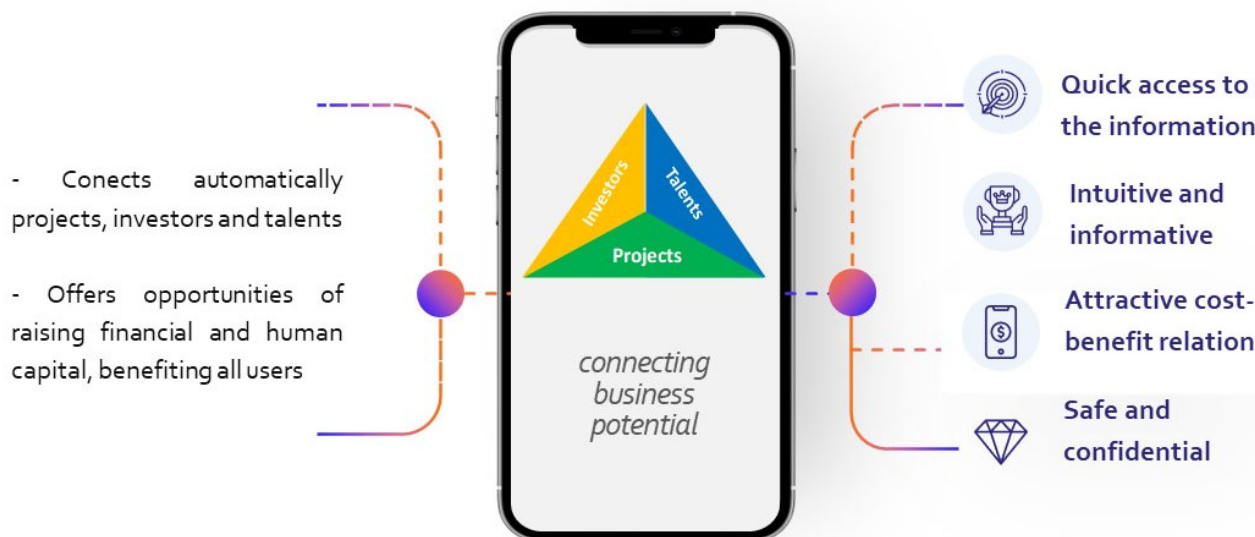 - Conects automatically
projects, investors and talents
- Offers opportunities of
raising financial and human
capital, benefiting all users
Investors
Talents
Projects
connecting
business
potential
Quick access to
the information
Intuitive and
informative
Attractive cost-
benefit relation
Safe and
confidential